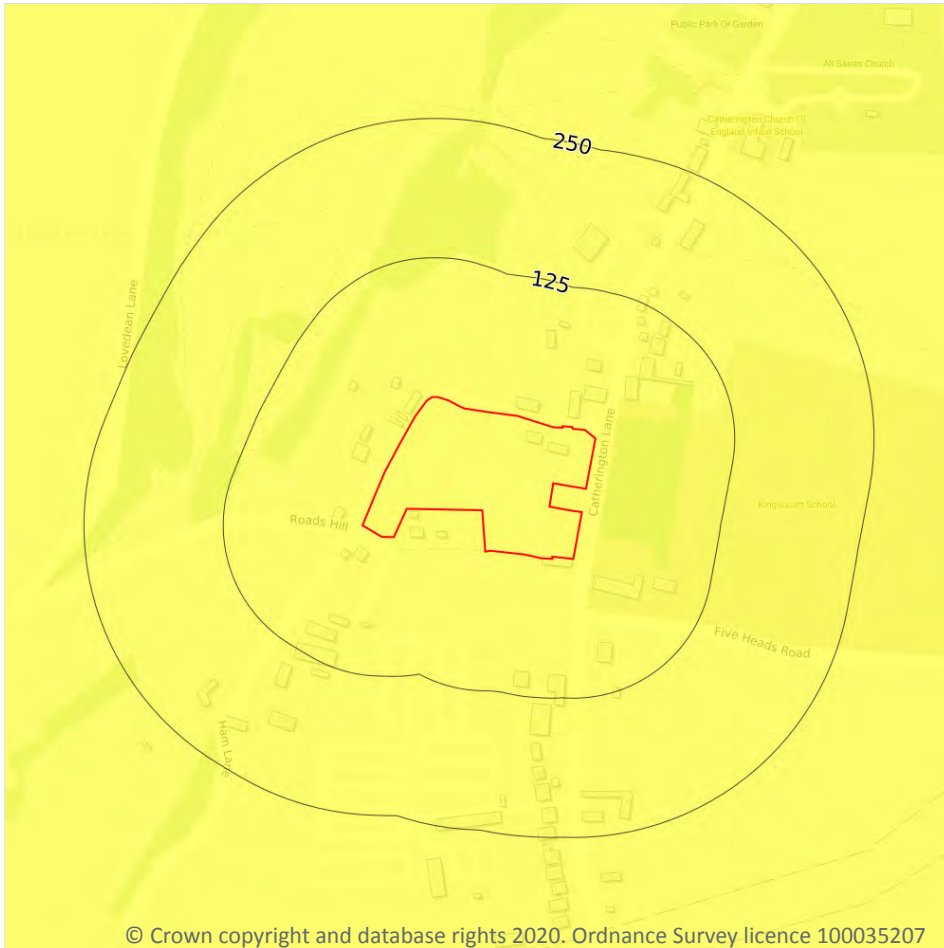 Public Park Or Garden
All Saints Church
Catherington Church Of
England Infant School
250
125
Lovedean Lane
Catherington Lane
Kingscourt School
Roads Hill
Five Heads Road
Ham Lane
© Crown copyright and database rights 2020. Ordnance Survey licence 100035207